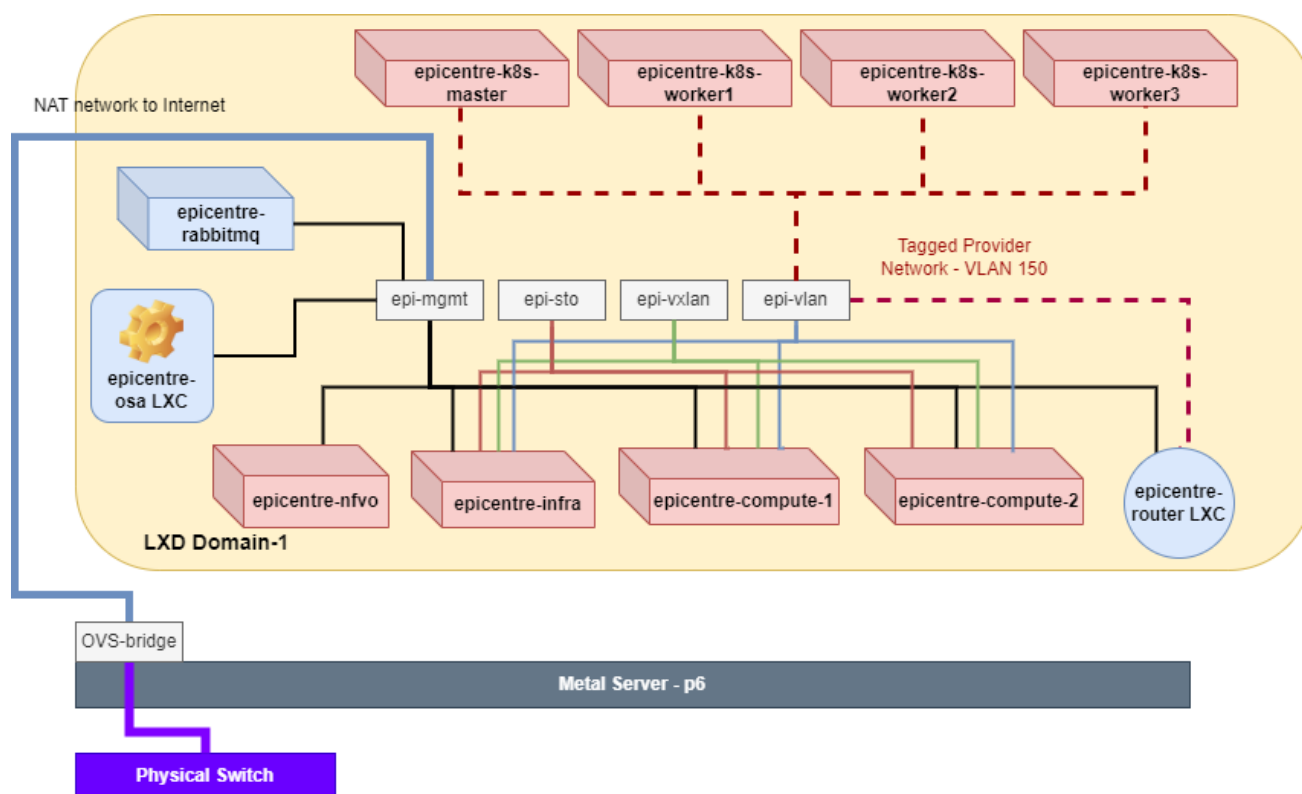 epicentre-k8s-
master
epicentre-k8s-
worker1
epicentre-k8s-
worker2
epicentre-k8s-
worker3
NAT network to Internet
epicentre-
rabbitmq
Tagged Provider
Network - VLAN 150
epi-mgmt
epi-sto
epi-vxlan
epi-vlan
epicentre-
osa LXC
epicentre-nfvo
epicentre-infra
epicentre-compute-1
epicentre-compute-2
epicentre-
router LXC
LXD Domain-1
OVS-bridge
Metal Server - p6
Physical Switch